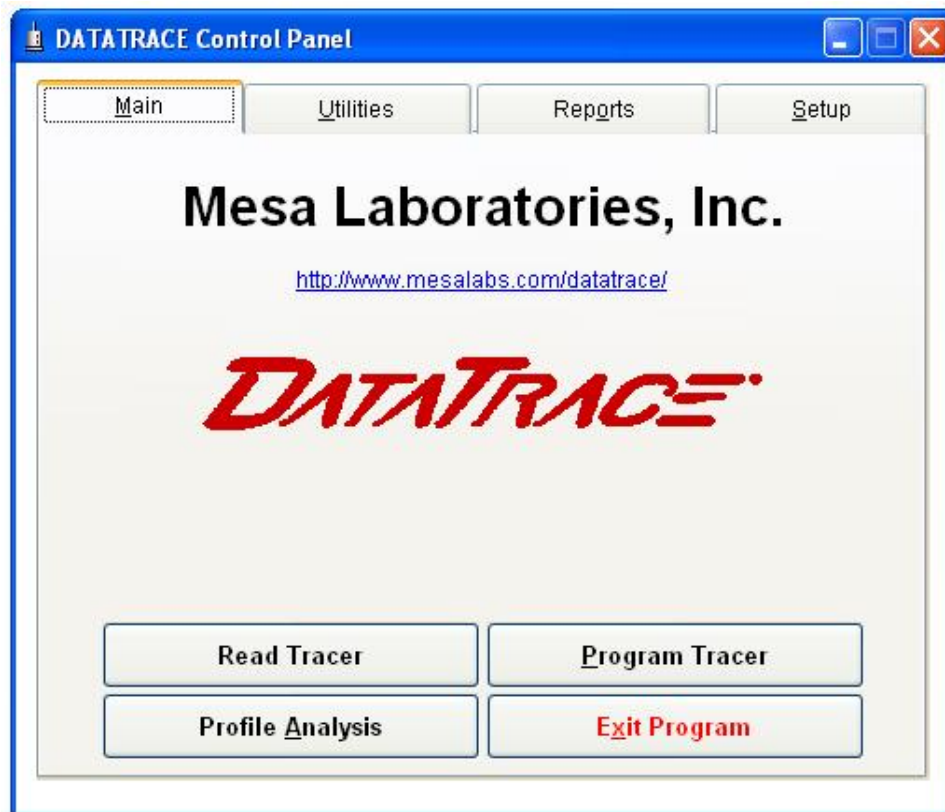 DATATRACE Control Panel
Main Utilities Reports Setup
Mesa Laboratories, Inc.
http://www.mesalabs.com/datatrace/
DATATRACE
Read Tracer Program Tracer
Profile Analysis Exit Program